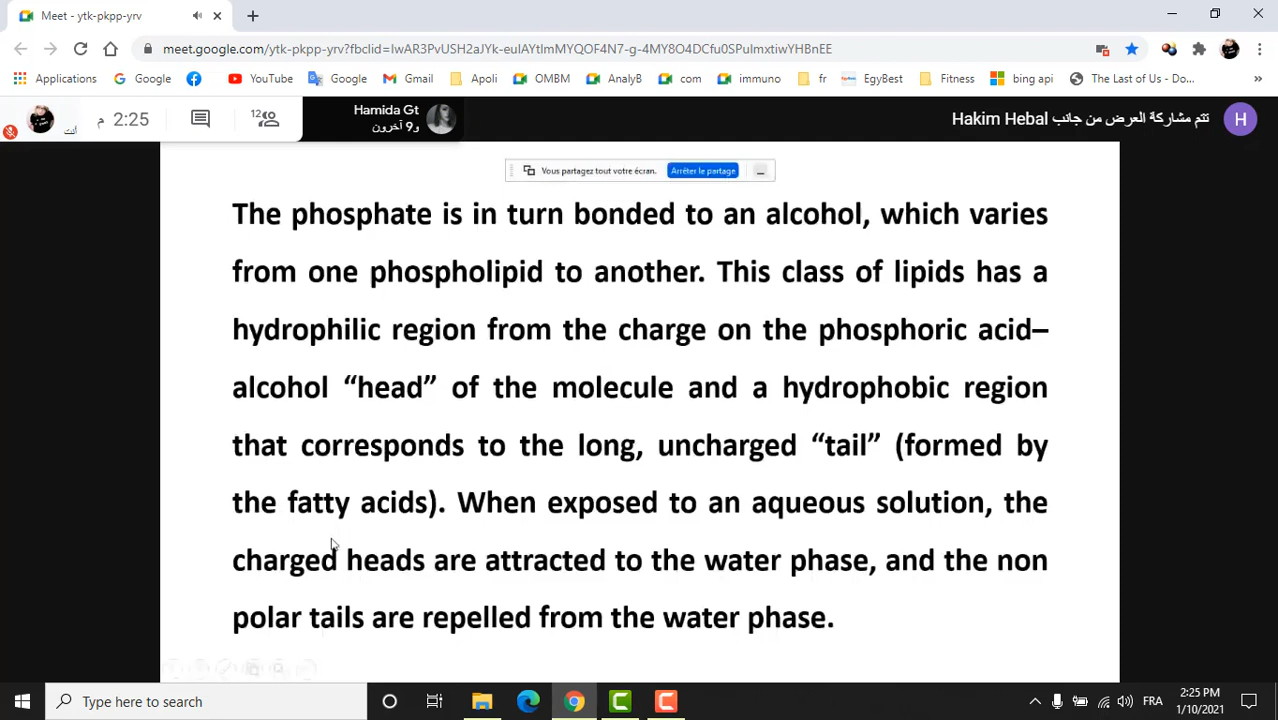 Meet - ytk-pkpp-yrv
meet.google.com/ytk-pkpp-yrv?fbclid=IwAR3PvUSH2aJYk-euIAYtlmMYQOF4N7-g-4MY8O4DCfu0SPulmxtiwYHBnEE
Applications Google YouTube Google Gmail Apoli OMBM AnalyB com immuno fr EgyBest Fitness bing api The Last of Us - Do... »
Hamida Gt
و9 آخرون
أنت
2:25 م
12
تتم مشاركة العرض من جانب Hakim Hebal
H
Vous partagez tout votre écran. Arrêter le partage
The phosphate is in turn bonded to an alcohol, which varies
from one phospholipid to another. This class of lipids has a
hydrophilic region from the charge on the phosphoric acid–
alcohol “head” of the molecule and a hydrophobic region
that corresponds to the long, uncharged “tail” (formed by
the fatty acids). When exposed to an aqueous solution, the
charged heads are attracted to the water phase, and the non
polar tails are repelled from the water phase.
Type here to search
FRA
2:25 PM
1/10/2021